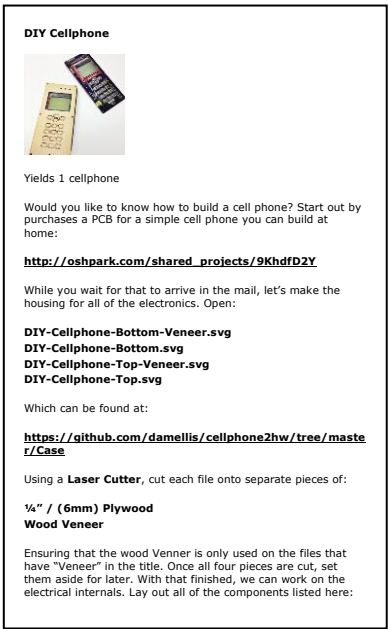 DIY Cellphone
Yields 1 cellphone
Would you like to know how to build a cell phone? Start out by
purchases a PCB for a simple cell phone you can build at
home:
http://oshpark.com/shared_projects/9KhdfD2Y
While you wait for that to arrive in the mail, let’s make the
housing for all of the electronics. Open:
DIY-Cellphone-Bottom-Veneer.svg
DIY-Cellphone-Bottom.svg
DIY-Cellphone-Top-Veneer.svg
DIY-Cellphone-Top.svg
Which can be found at:
https://github.com/damellis/cellphone2hw/tree/maste
r/Case
Using a Laser Cutter, cut each file onto separate pieces of:
¼” / (6mm) Plywood
Wood Veneer
Ensuring that the wood Venner is only used on the files that
have “Veneer” in the title. Once all four pieces are cut, set
them aside for later. With that finished, we can work on the
electrical internals. Lay out all of the components listed here: